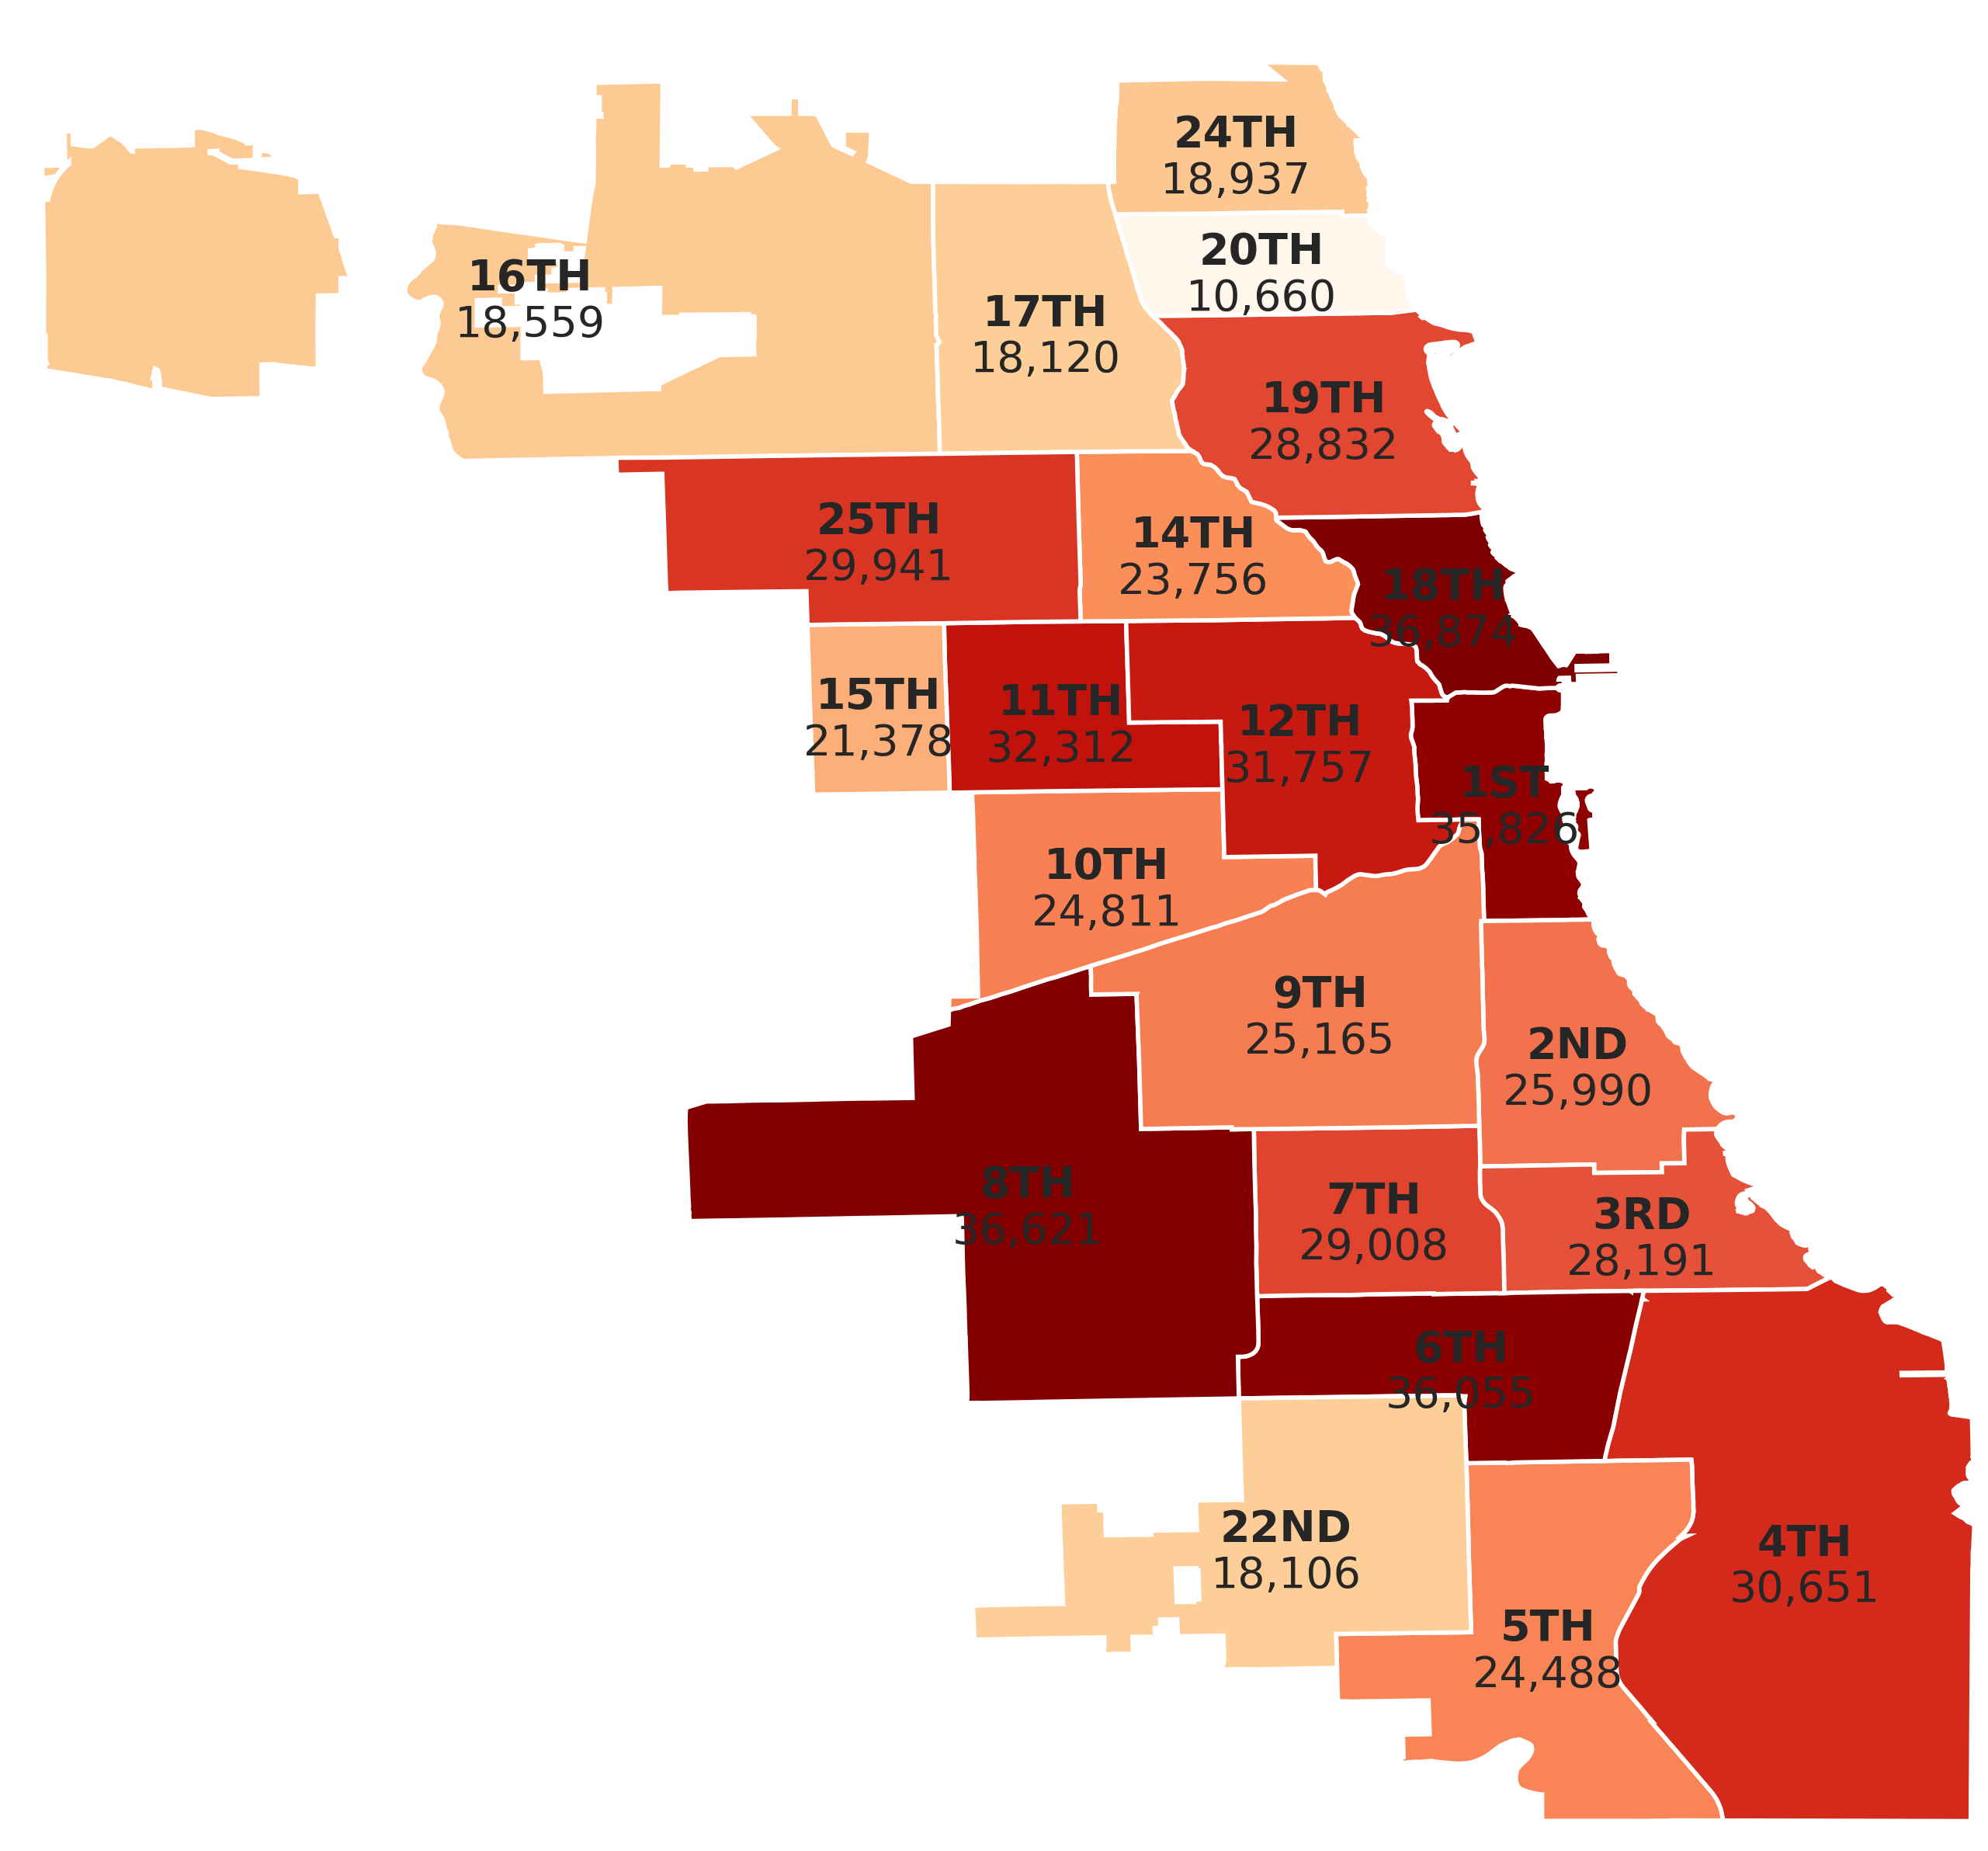 24TH
18,937
20TH
10,660
16TH
18,559
17TH
18,120
19TH
28,832
25TH
29,941
14TH
23,756
18TH
36,874
15TH
21,378
11TH
32,312
12TH
31,757
1ST
35,826
10TH
24,811
9TH
25,165
2ND
25,990
8TH
36,621
7TH
29,008
3RD
28,191
6TH
36,055
22ND
18,106
4TH
30,651
5TH
24,488